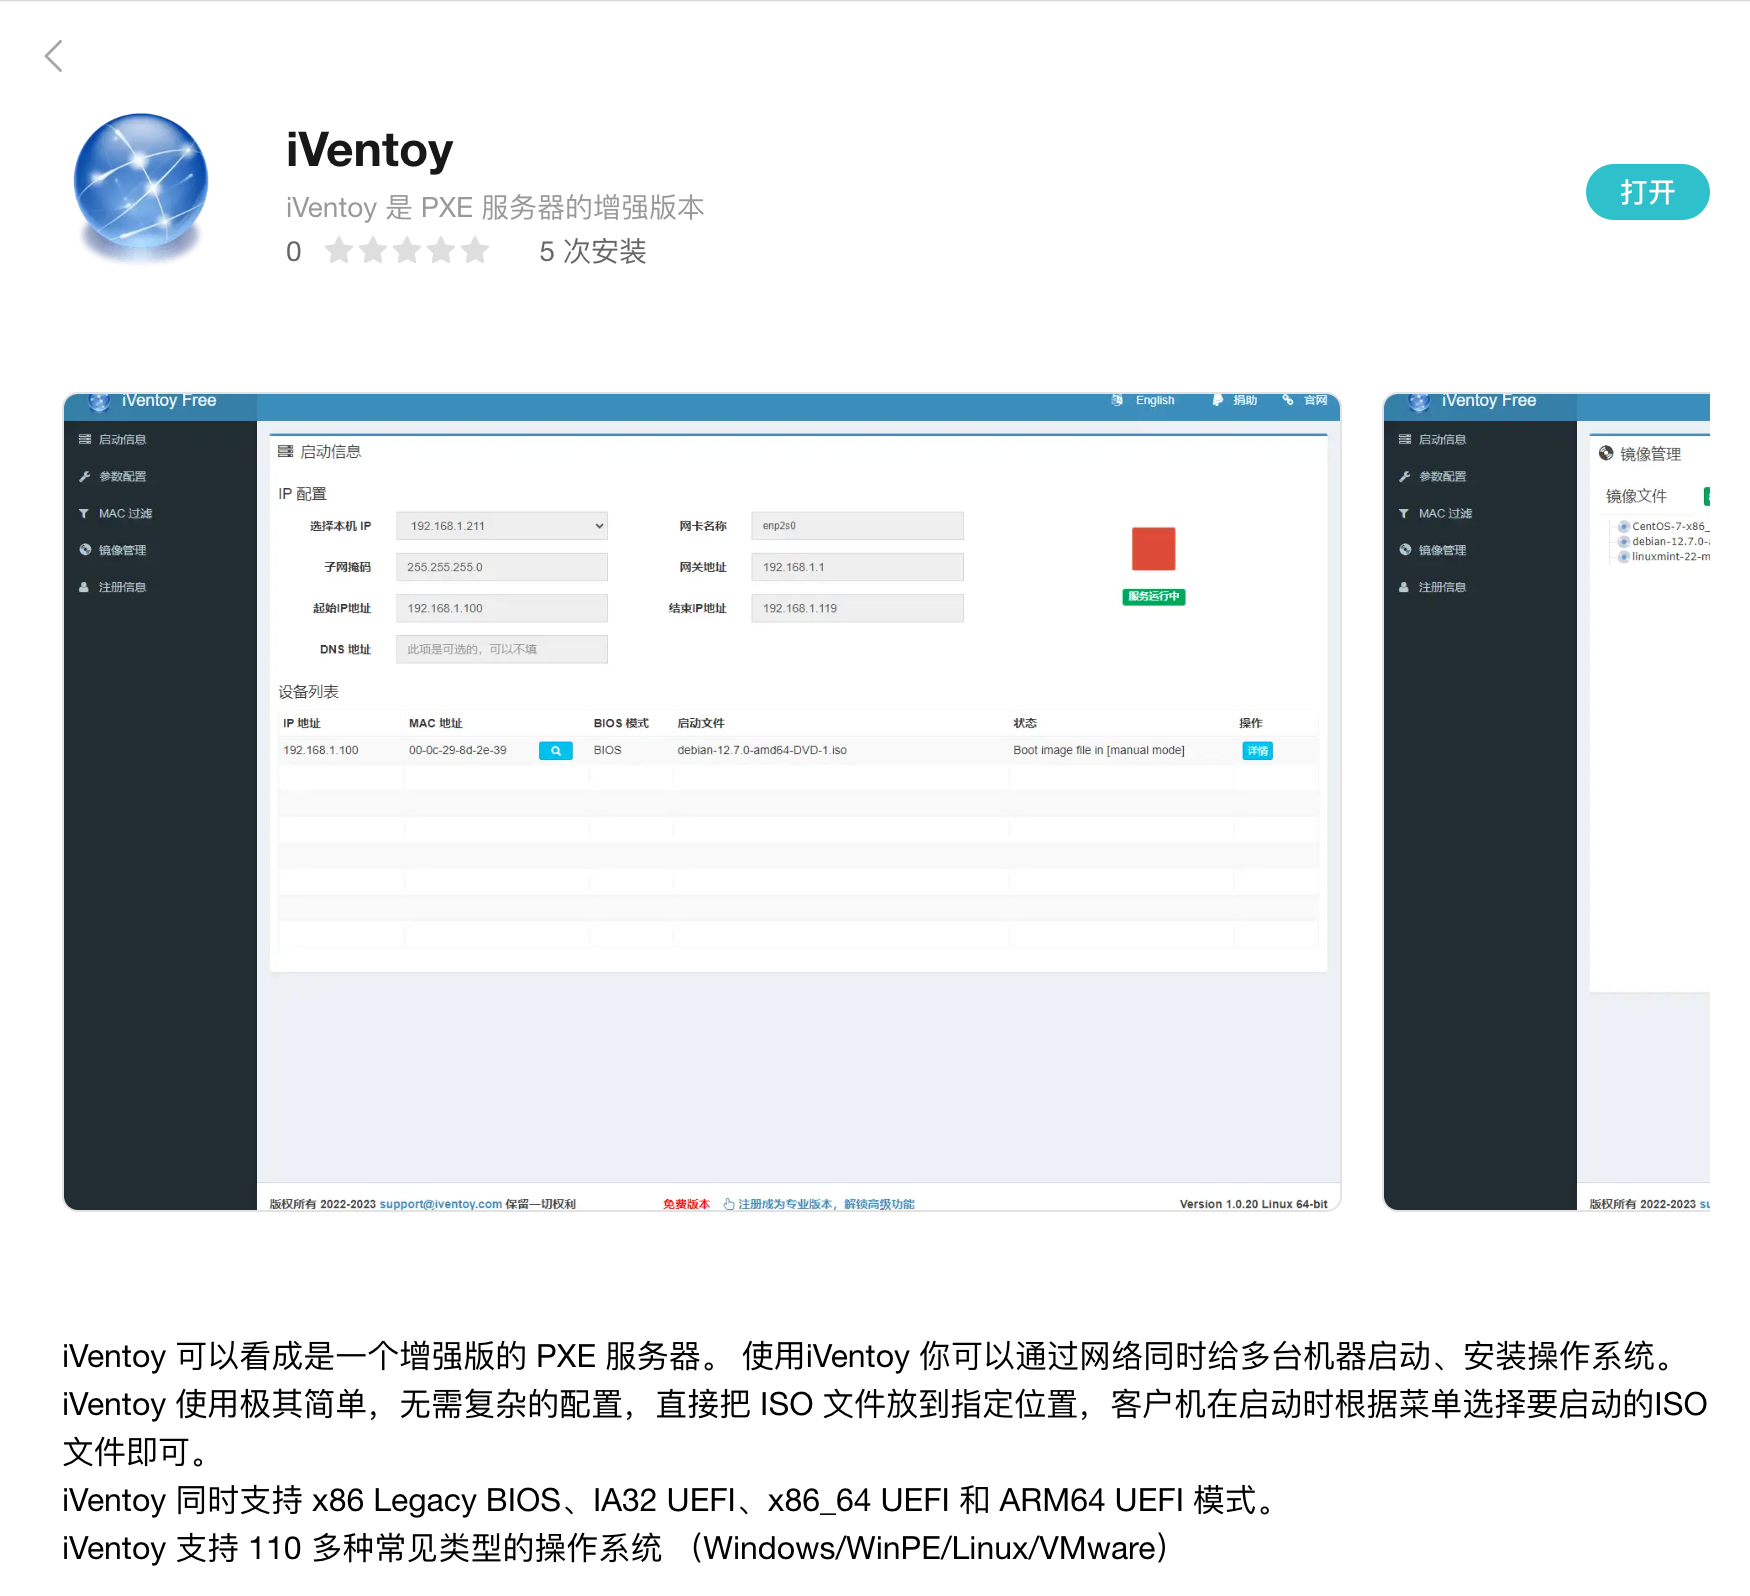 iVentoy
iVentoy 是 PXE 服务器的增强版本
0 5 次安装
打开
iVentoy Free
English 捐助 官网
启动信息
参数配置
MAC 过滤
镜像管理
注册信息
启动信息
IP 配置
选择本机 IP 192.168.1.211 网卡名称 enp2s0
子网掩码 255.255.255.0 网关地址 192.168.1.1
起始IP地址 192.168.1.100 结束IP地址 192.168.1.119
DNS 地址 此项是可选的，可以不填
服务运行中
设备列表
IP 地址 MAC 地址 BIOS 模式 启动文件 状态 操作
192.168.1.100 00-0c-29-8d-2e-39 BIOS debian-12.7.0-amd64-DVD-1.iso Boot image file in [manual mode] 详情
版权所有 2022-2023 support@iventoy.com 保留一切权利 免费版本 注册成为专业版本，解锁高级功能 Version 1.0.20 Linux 64-bit
iVentoy Free
启动信息
参数配置
MAC 过滤
镜像管理
注册信息
镜像管理
镜像文件
CentOS-7-x86_
debian-12.7.0-
linuxmint-22-m
版权所有 2022-2023 su
iVentoy 可以看成是一个增强版的 PXE 服务器。 使用iVentoy 你可以通过网络同时给多台机器启动、安装操作系统。
iVentoy 使用极其简单，无需复杂的配置，直接把 ISO 文件放到指定位置，客户机在启动时根据菜单选择要启动的ISO
文件即可。
iVentoy 同时支持 x86 Legacy BIOS、IA32 UEFI、x86_64 UEFI 和 ARM64 UEFI 模式。
iVentoy 支持 110 多种常见类型的操作系统 （Windows/WinPE/Linux/VMware）